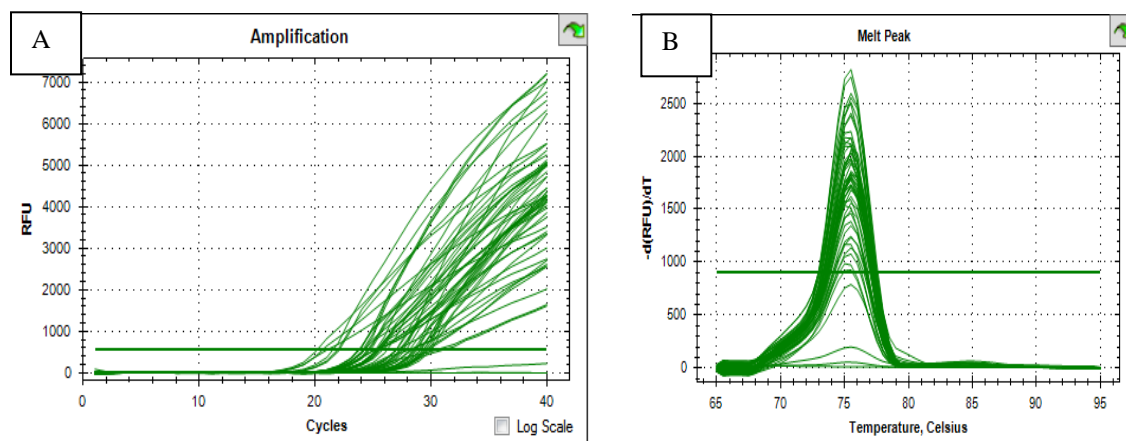 A
Amplification
7000
6000
5000
4000
3000
2000
1000
0
RFU
0 10 20 30 40
Cycles
Log Scale
B
Melt Peak
2500
2000
1500
1000
500
0
-d(RFU)/dT
65 70 75 80 85 90 95
Temperature, Celsius